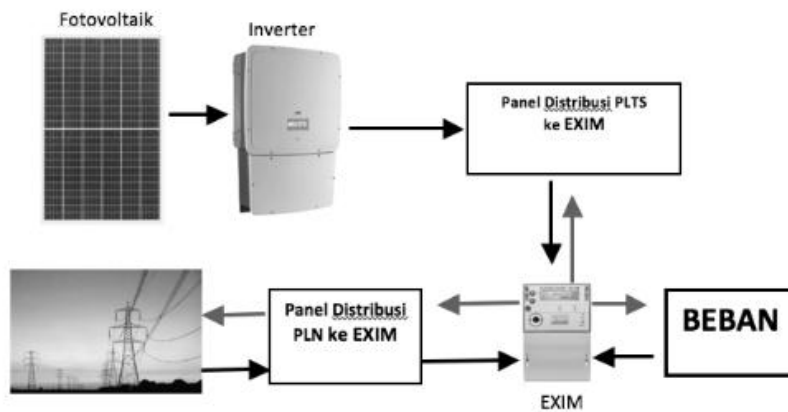 Fotovoltaik
Inverter
Panel Distribusi PLTS
ke EXIM
Panel Distribusi
PLN ke EXIM
BEBAN
EXIM